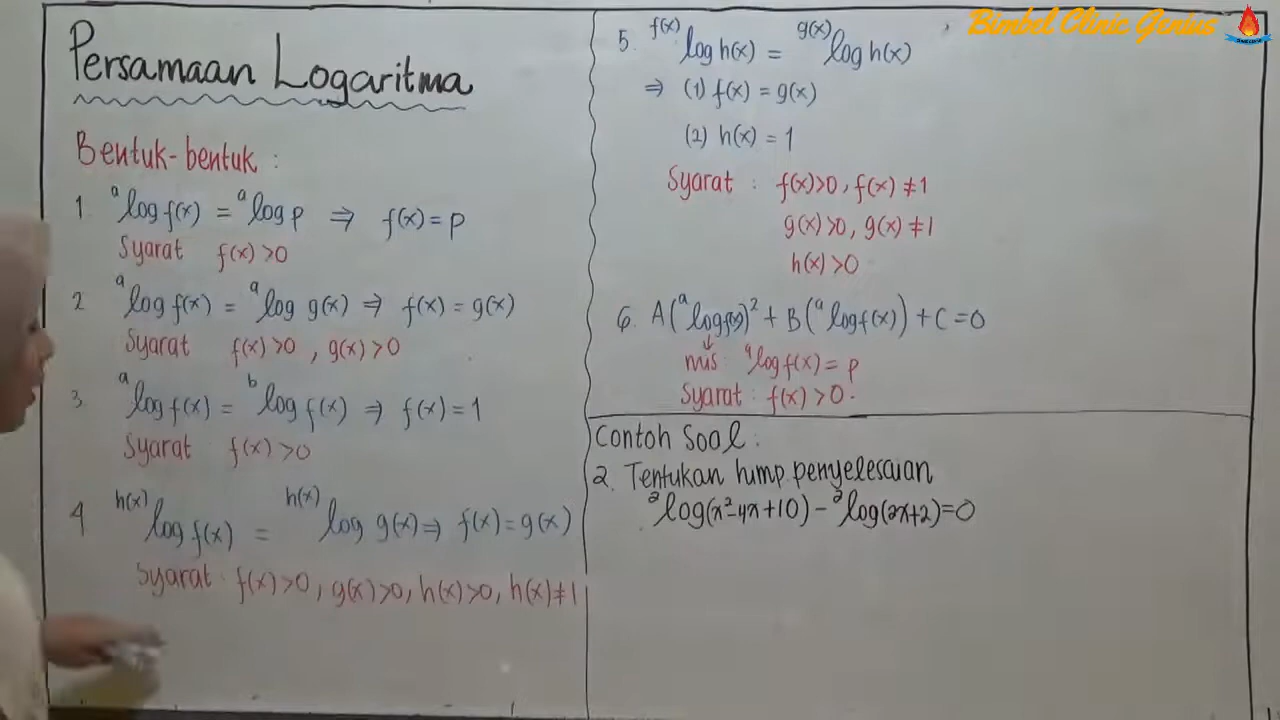 Bimbel Clinic Genius
Persamaan Logaritma
Bentuk-bentuk :
1. ᵃlog f(x) = ᵃlog p ⇒ f(x) = p
Syarat f(x) >0
2 ᵃlog f(x) = ᵃlog g(x) ⇒ f(x) = g(x)
Syarat f(x) >0 , g(x) >0
3 ᵃlog f(x) = ᵇlog f(x) ⇒ f(x) = 1
Syarat f(x) >0
4 ʰ⁽ˣ⁾log f(x) = ʰ⁽ˣ⁾log g(x) ⇒ f(x) = g(x)
Syarat : f(x) >0, g(x) >0, h(x) >0, h(x) ≠ 1
5. ᶠ⁽ˣ⁾log h(x) = ᵍ⁽ˣ⁾log h(x)
⇒ (1) f(x) = g(x)
(2) h(x) = 1
Syarat : f(x)>0, f(x) ≠1
g(x) >0, g(x) ≠1
h(x) >0
6. A(ᵃlog f(x))² + B(ᵃlog f(x)) + C = 0
↓
mis: ᵃlog f(x) = p
Syarat : f(x) >0.
Contoh Soal :
2. Tentukan himp penyelesaian
²log(x²-4x+10) - ²log(2x+2)=0